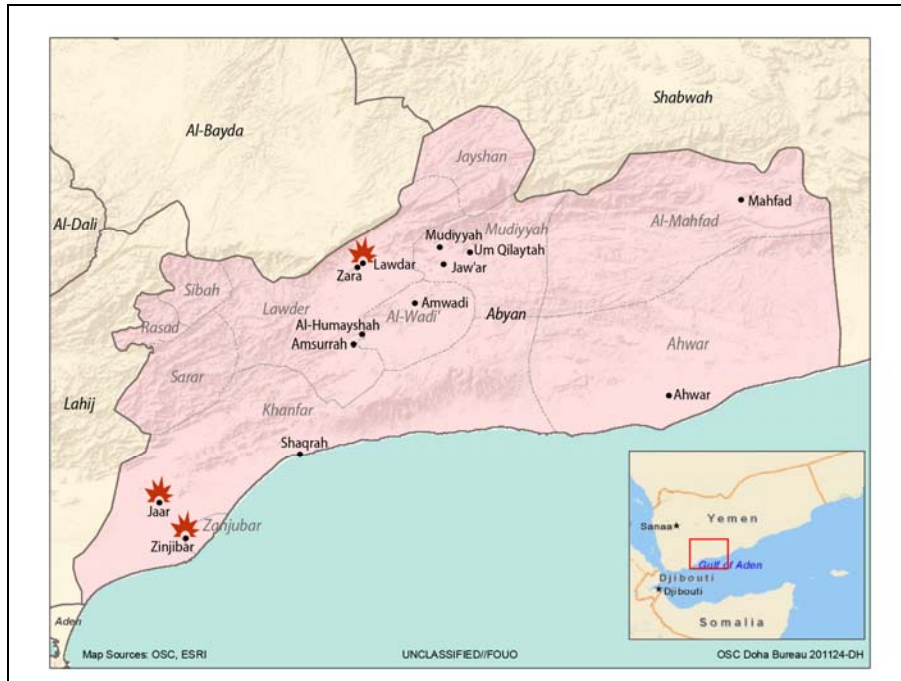 Shabwah
Al-Bayda
Jayshan
Al-Dali
Mahfad
Al-Mahfad
Mudiyyah
Mudiyyah
Um Qilaytah
Lawdar
Jaw'ar
Zara
Sibah
Amwadi
Lawder
Al-Wadi'
Abyan
Rasad
Al-Humayshah
Amsurrah
Ahwar
Sarar
Lahij
Ahwar
Khanfar
Shaqrah
Jaar
Zanjubar
Zinjibar
Aden
Yemen
Sanaa
Gulf of Aden
Djibouti
Djibouti
Somalia
Map Sources: OSC, ESRI
UNCLASSIFIED//FOUO
OSC Doha Bureau 201124-DH